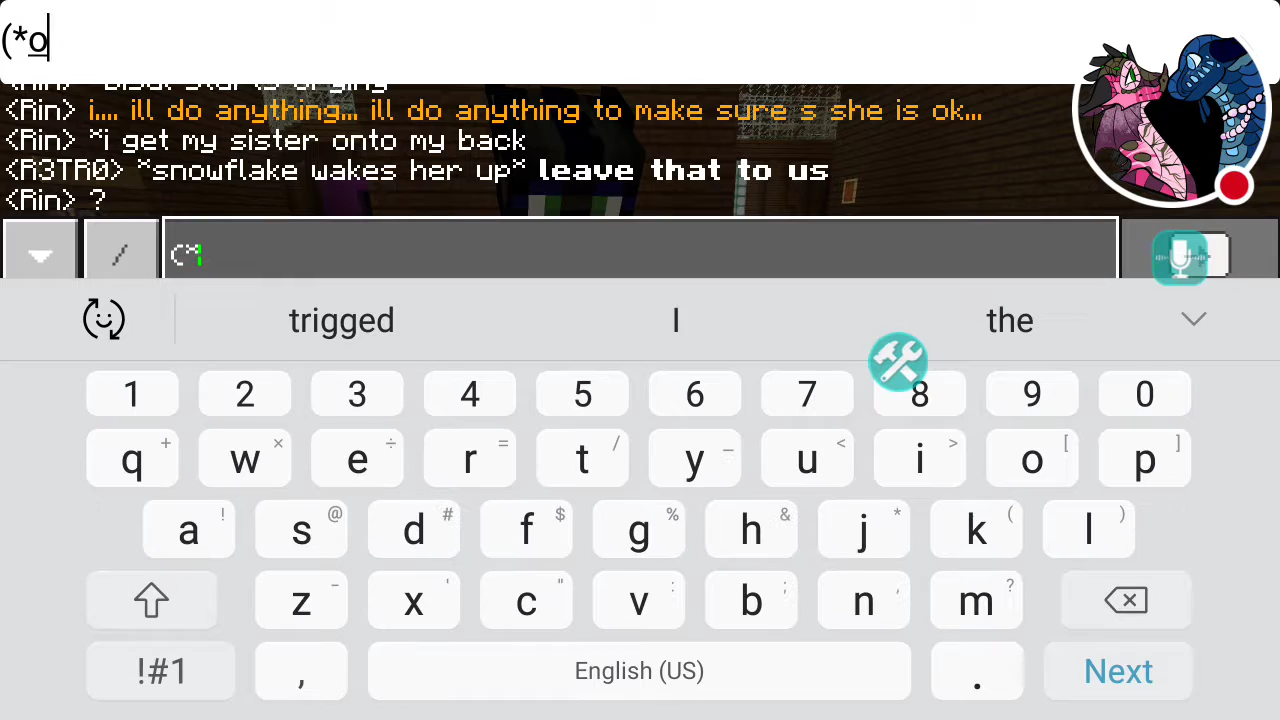 (*o
<Rin> i.... ill do anything... ill do anything to make sure s she is ok...
<Rin> *i get my sister onto my back
<R3TR0> *snowflake wakes her up* leave that to us
<Rin> ?
/ (*
trigged I the
1 2 3 4 5 6 7 8 9 0
q + w × e ÷ r = t / y _ u < i > o [ p ]
a ! s @ d # f $ g % h & j * k ( l )
z - x ' c " v : b ; n , m ?
!#1 , English (US) . Next